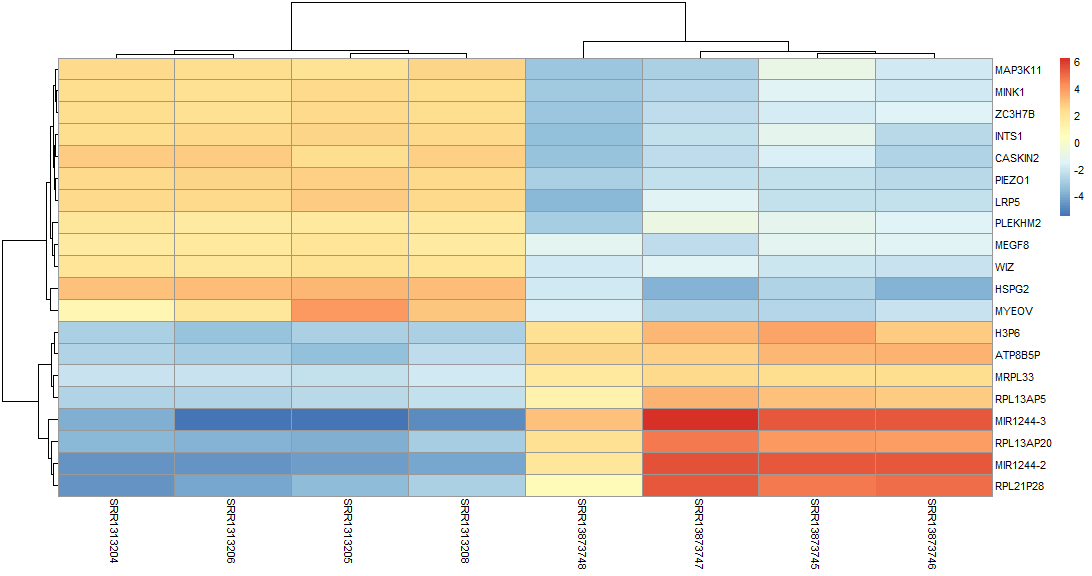 6
4
2
0
-2
-4
MAP3K11
MINK1
ZC3H7B
INTS1
CASKIN2
PIEZO1
LRP5
PLEKHM2
MEGF8
WIZ
HSPG2
MYEOV
H3P6
ATP8B5P
MRPL33
RPL13AP5
MIR1244-3
RPL13AP20
MIR1244-2
RPL21P28
SRR1313204
SRR1313206
SRR1313205
SRR1313208
SRR13873748
SRR13873747
SRR13873745
SRR13873746